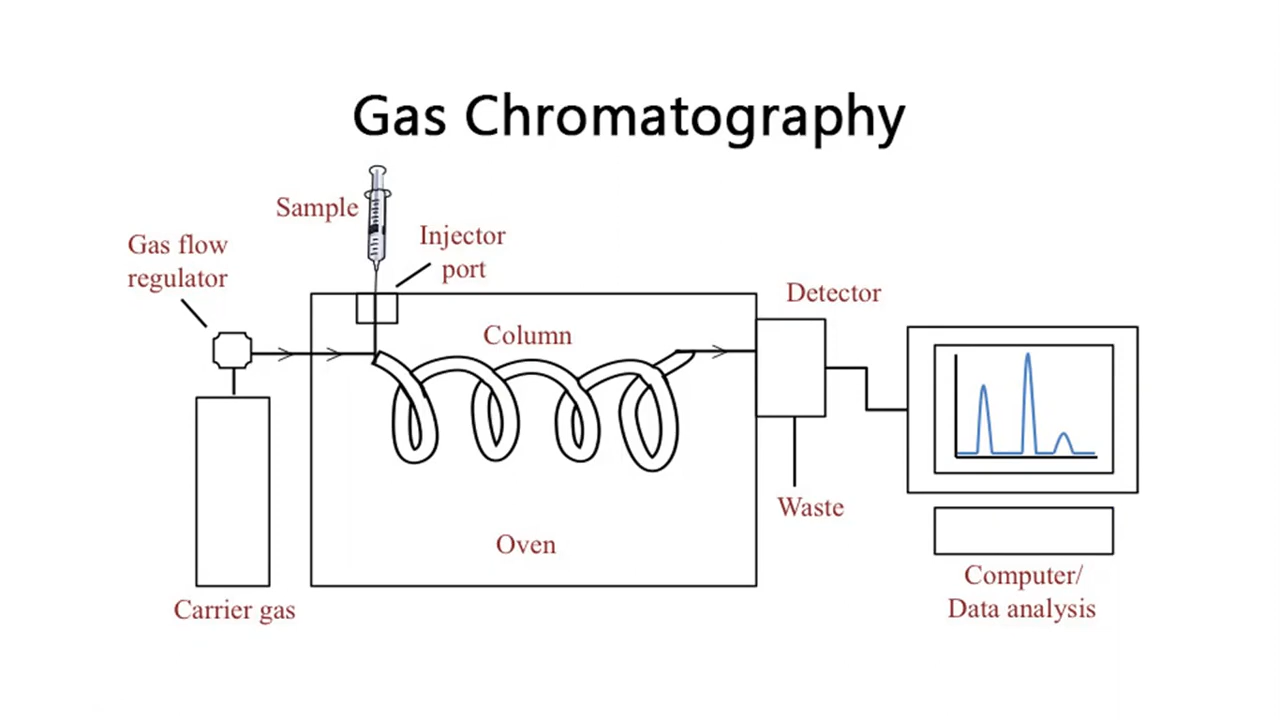 Gas Chromatography
Sample
Gas flow
regulator
Injector
port
Column
Detector
Waste
Oven
Carrier gas
Computer/
Data analysis